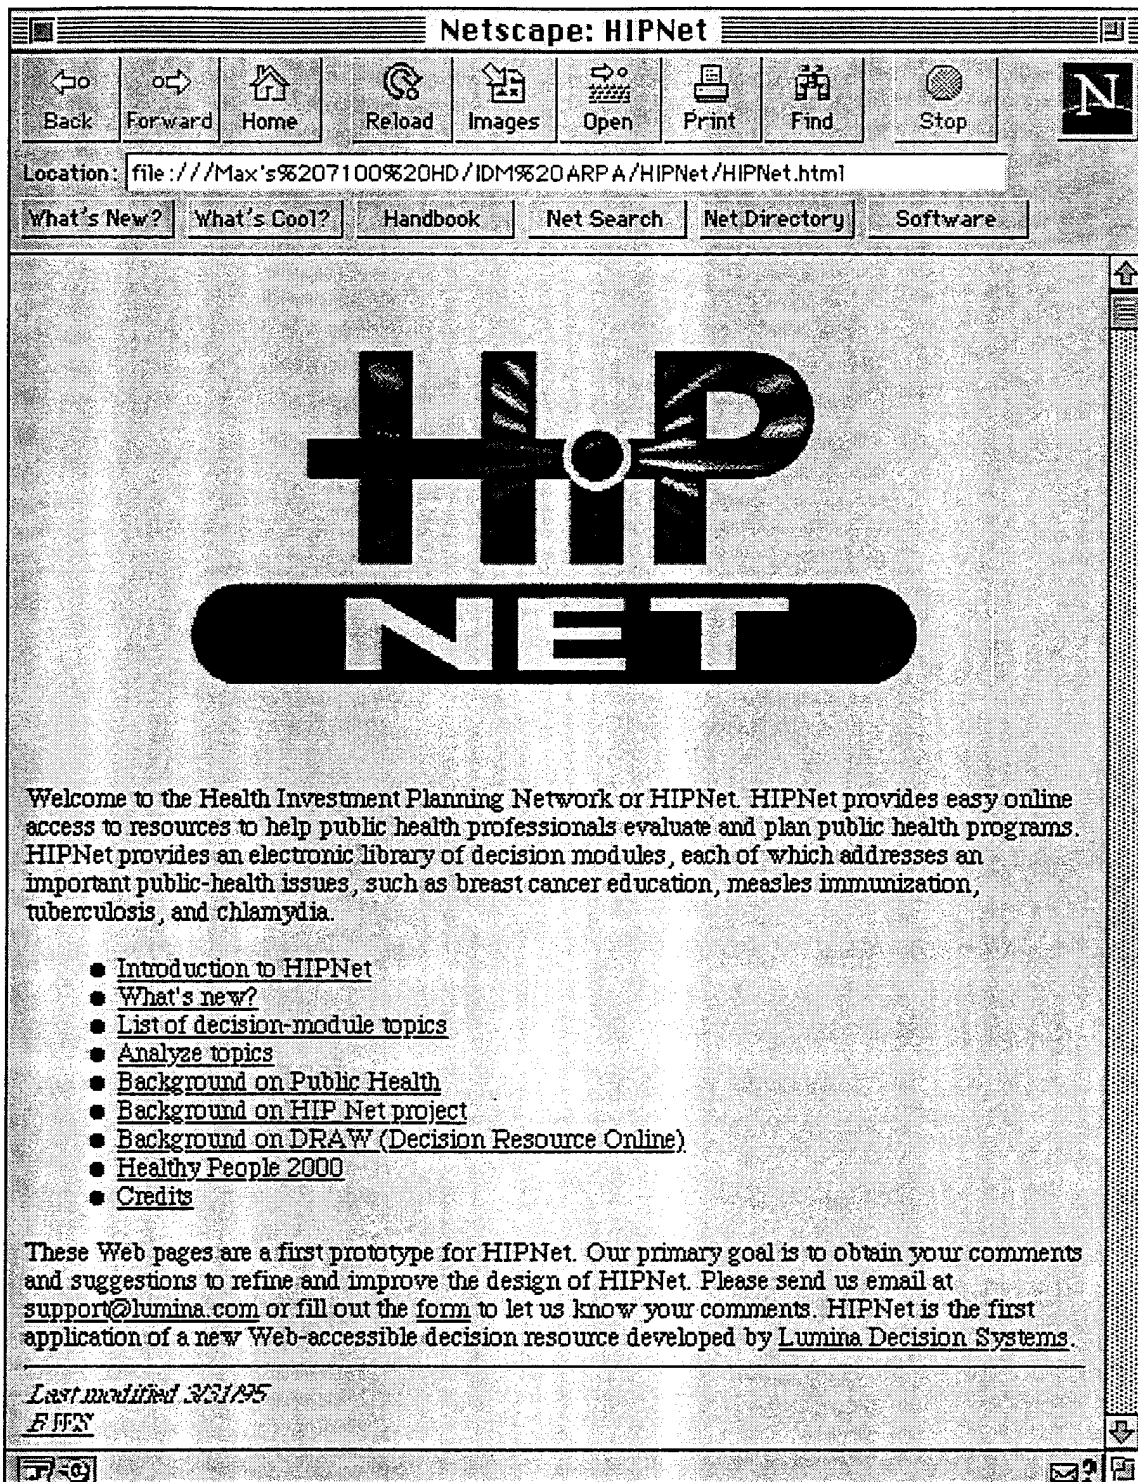 Netscape: HIPNet
Back Forward Home Reload Images Open Print Find Stop
N
Location: file:///Max's%207100%20HD/IDM%20ARPA/HIPNet/HIPNet.html
What's New? What's Cool? Handbook Net Search Net Directory Software
HiP
NET
Welcome to the Health Investment Planning Network or HIPNet. HIPNet provides easy online
access to resources to help public health professionals evaluate and plan public health programs.
HIPNet provides an electronic library of decision modules, each of which addresses an
important public-health issues, such as breast cancer education, measles immunization,
tuberculosis, and chlamydia.
Introduction to HIPNet
What's new?
List of decision-module topics
Analyze topics
Background on Public Health
Background on HIP Net project
Background on DRAW (Decision Resource Online)
Healthy People 2000
Credits
These Web pages are a first prototype for HIPNet. Our primary goal is to obtain your comments
and suggestions to refine and improve the design of HIPNet. Please send us email at
support@lumina.com or fill out the form to let us know your comments. HIPNet is the first
application of a new Web-accessible decision resource developed by Lumina Decision Systems.
Last modified 3/31/95